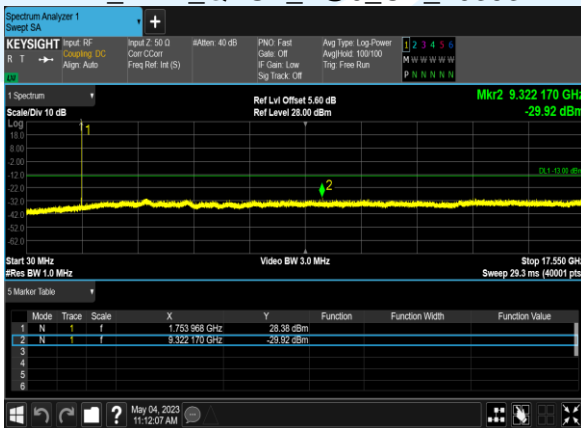 Spectrum Analyzer 1
Swept SA
KEYSIGHT Input: RF Input Z: 50 Ω #Atten: 40 dB PNO: Fast Avg Type: Log-Power 1 2 3 4 5 6
R T Coupling: DC Corr CCorr Gate: Off Avg|Hold: 100/100 M W W W W W
Align: Auto Freq Ref: Int (S) IF Gain: Low Trig: Free Run
Sig Track: Off P N N N N N
1 Spectrum Ref Lvl Offset 5.60 dB Mkr2 9.322 170 GHz
Scale/Div 10 dB Ref Level 28.00 dBm -29.92 dBm
Log
18.0 1
8.00
-2.00
-12.0 DL1 -13.00 dBm
-22.0 2
-32.0
-42.0
-52.0
-62.0
Start 30 MHz Video BW 3.0 MHz Stop 17.550 GHz
#Res BW 1.0 MHz Sweep 29.3 ms (40001 pts)
5 Marker Table
Mode Trace Scale X Y Function Function Width Function Value
1 N 1 f 1.753 968 GHz 28.38 dBm
2 N 1 f 9.322 170 GHz -29.92 dBm
3
4
5
6
? May 04, 2023
11:12:07 AM